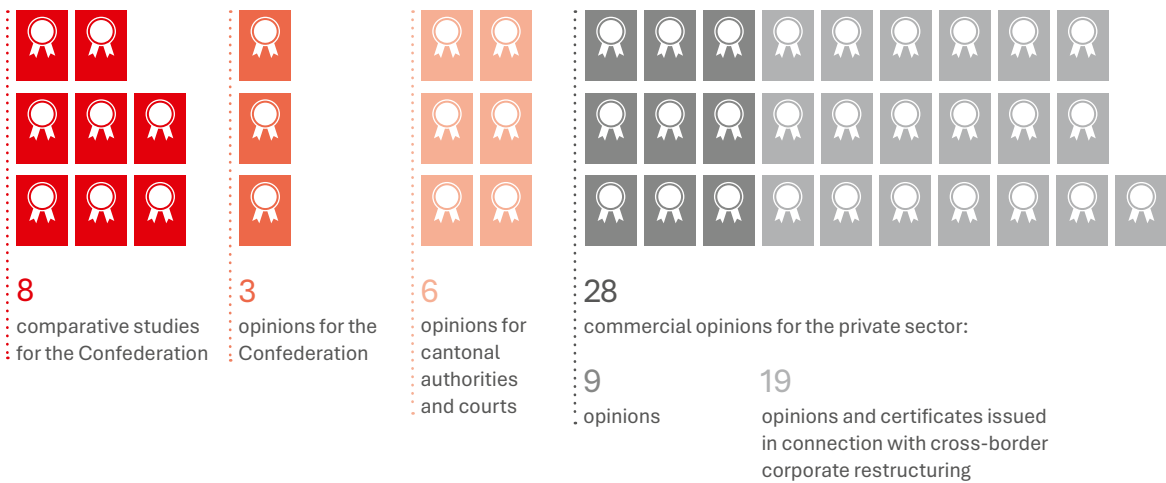 8
comparative studies
for the Confederation
3
opinions for the
Confederation
6
opinions for
cantonal
authorities
and courts
28
commercial opinions for the private sector:
9
opinions
19
opinions and certificates issued
in connection with cross-border
corporate restructuring